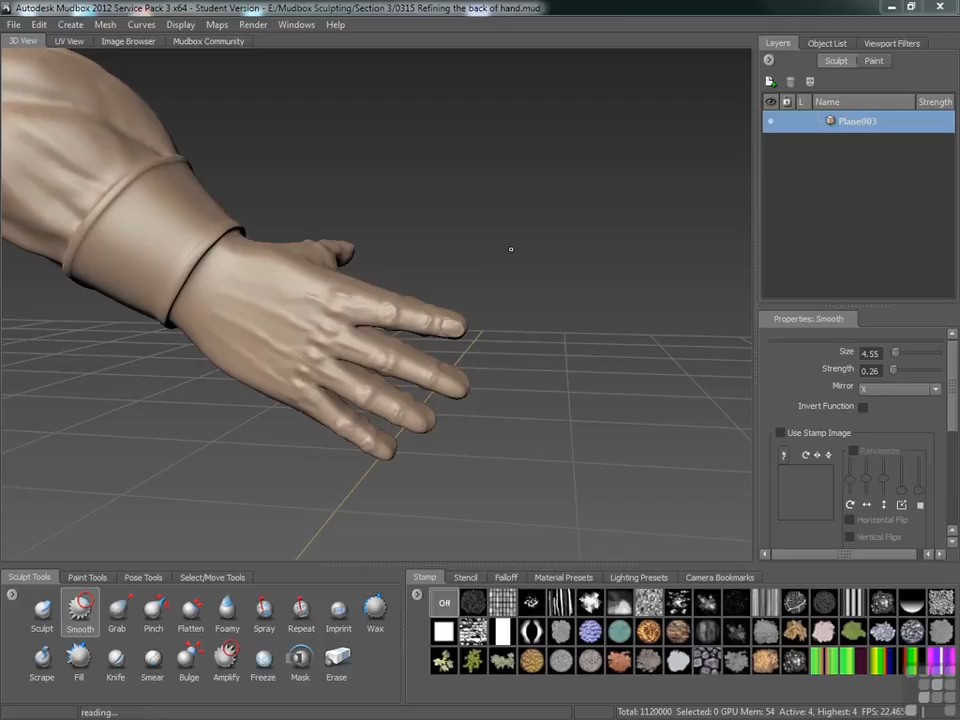 Autodesk Mudbox 2012 Service Pack 3 x64 - Student Version - E:/Mudbox Sculpting/Section 3/0315 Refining the back of hand.mud
File Edit Create Mesh Curves Display Maps Render Windows Help
3D View UV View Image Browser Mudbox Community
Layers Object List Viewport Filters
Sculpt Paint
L Name Strength
Plane003
Properties: Smooth
Size 4.55
Strength 0.26
Mirror X
Invert Function
Use Stamp Image
Randomize
Horizontal Flip
Vertical Flips
Sculpt Tools Paint Tools Pose Tools Select/Move Tools
Stamp Stencil Falloff Material Presets Lighting Presets Camera Bookmarks
Off
Sculpt Smooth Grab Pinch Flatten Foamy Spray Repeat Imprint Wax
Scrape Fill Knife Smear Bulge Amplify Freeze Mask Erase
reading...
Total: 1120000 Selected: 0 GPU Mem: 54 Active: 4, Highest: 4 FPS: 22.465